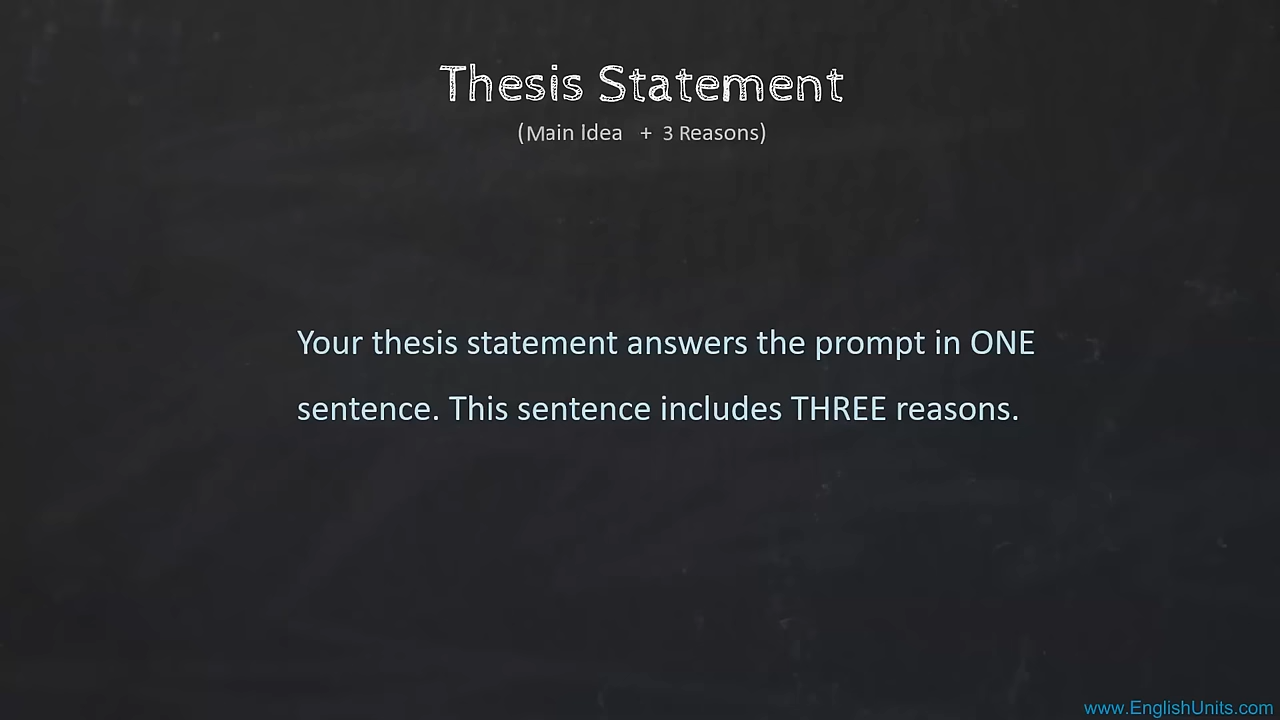 Thesis Statement
(Main Idea + 3 Reasons)
Your thesis statement answers the prompt in ONE
sentence. This sentence includes THREE reasons.
www.EnglishUnits.com